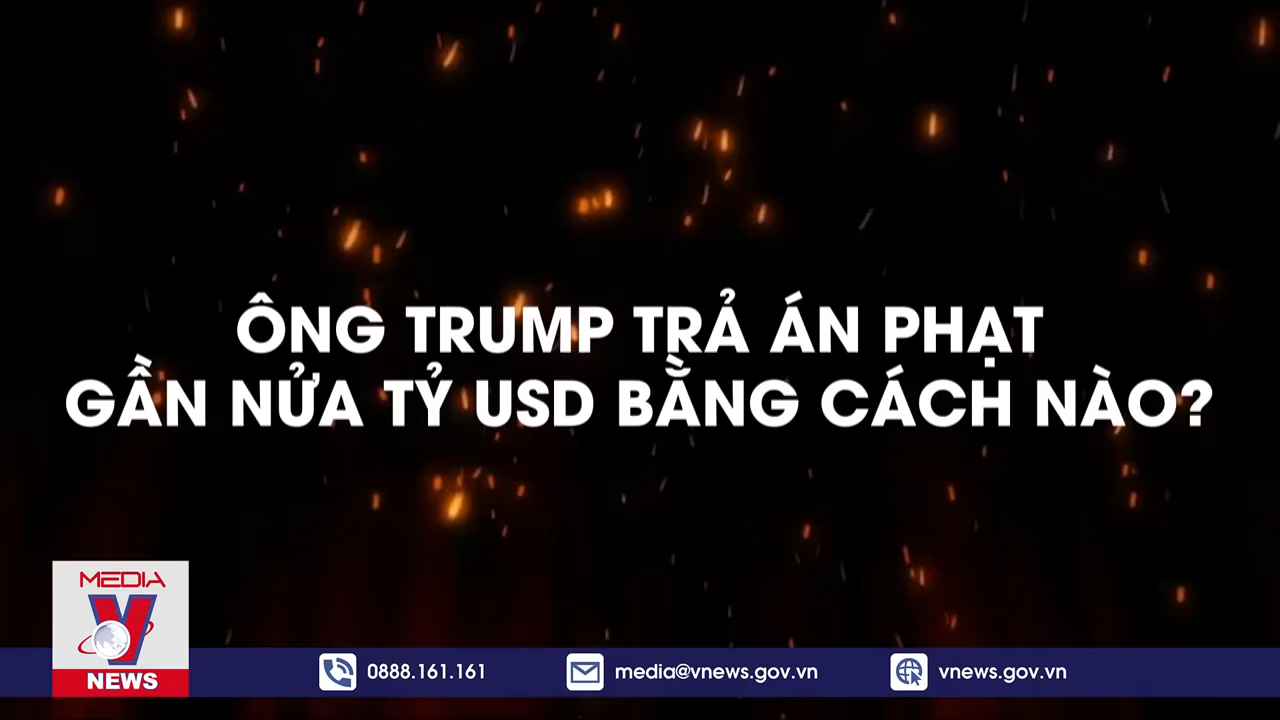 ÔNG TRUMP TRẢ ÁN PHẠT
GẦN NỬA TỶ USD BẰNG CÁCH NÀO?
MEDIA
V
NEWS
0888.161.161
media@vnews.gov.vn
vnews.gov.vn